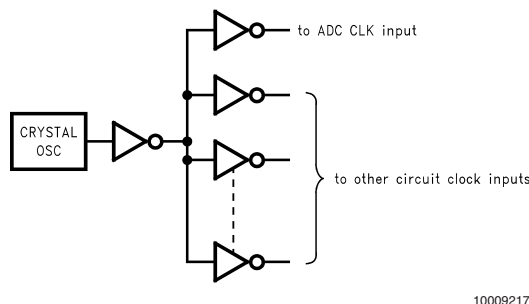 to ADC CLK input
CRYSTAL
OSC
to other circuit clock inputs
10009217